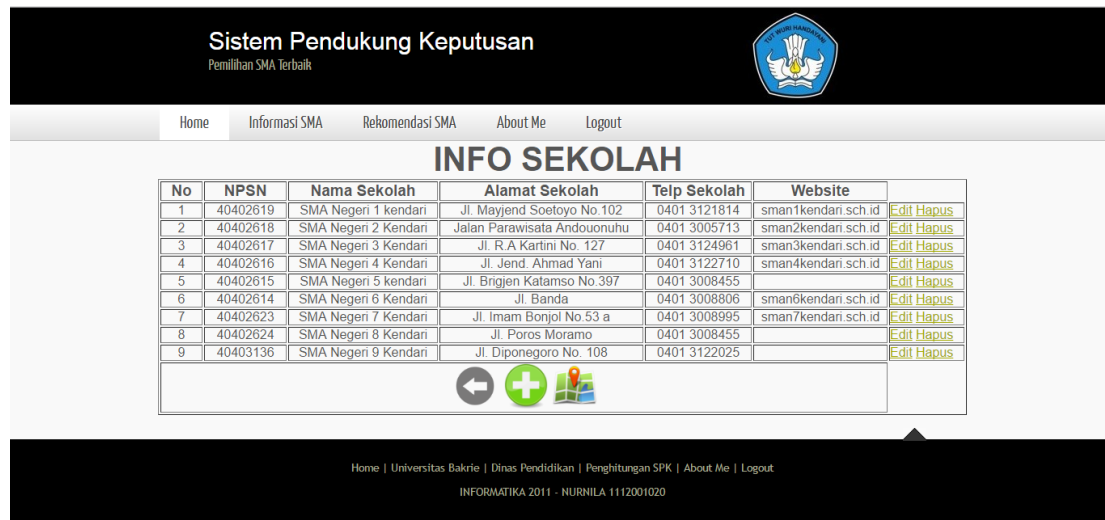 Sistem Pendukung Keputusan
Pemilihan SMA Terbaik
TUT WURI HANDAYANI
Home Informasi SMA Rekomendasi SMA About Me Logout
INFO SEKOLAH
No NPSN Nama Sekolah Alamat Sekolah Telp Sekolah Website
1 40402619 SMA Negeri 1 kendari Jl. Mayjend Soetoyo No.102 0401 3121814 sman1kendari.sch.id Edit Hapus
2 40402618 SMA Negeri 2 Kendari Jalan Parawisata Andouonuhu 0401 3005713 sman2kendari.sch.id Edit Hapus
3 40402617 SMA Negeri 3 Kendari Jl. R.A Kartini No. 127 0401 3124961 sman3kendari.sch.id Edit Hapus
4 40402616 SMA Negeri 4 Kendari Jl. Jend. Ahmad Yani 0401 3122710 sman4kendari.sch.id Edit Hapus
5 40402615 SMA Negeri 5 kendari Jl. Brigjen Katamso No.397 0401 3008455 Edit Hapus
6 40402614 SMA Negeri 6 Kendari Jl. Banda 0401 3008806 sman6kendari.sch.id Edit Hapus
7 40402623 SMA Negeri 7 Kendari Jl. Imam Bonjol No.53 a 0401 3008995 sman7kendari.sch.id Edit Hapus
8 40402624 SMA Negeri 8 Kendari Jl. Poros Moramo 0401 3008455 Edit Hapus
9 40403136 SMA Negeri 9 Kendari Jl. Diponegoro No. 108 0401 3122025 Edit Hapus
Home | Universitas Bakrie | Dinas Pendidikan | Penghitungan SPK | About Me | Logout
INFORMATIKA 2011 - NURNILA 1112001020